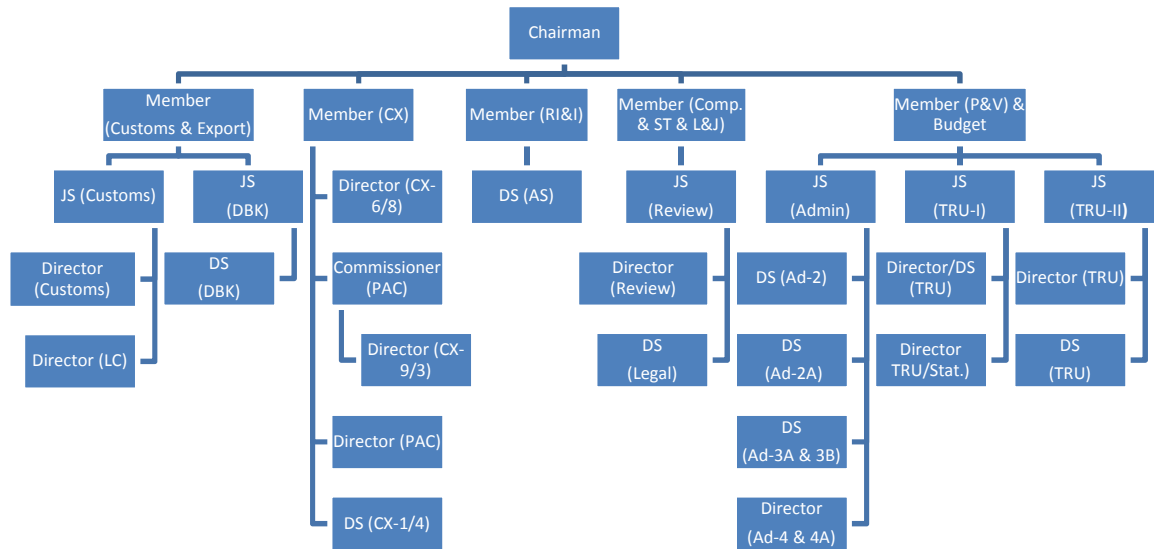 Chairman
Member
(Customs & Export)
Member (CX)
Member (RI&I)
Member (Comp.
& ST & L&J)
Member (P&V) &
Budget
JS (Customs)
JS
(DBK)
Director (CX-
6/8)
DS (AS)
JS
(Review)
JS
(Admin)
JS
(TRU-I)
JS
(TRU-II)
Director
(Customs)
DS
(DBK)
Commissioner
(PAC)
Director
(Review)
DS (Ad-2)
Director/DS
(TRU)
Director (TRU)
Director (LC)
Director (CX-
9/3)
DS
(Legal)
DS
(Ad-2A)
Director
TRU/Stat.)
DS
(TRU)
Director (PAC)
DS
(Ad-3A & 3B)
DS (CX-1/4)
Director
(Ad-4 & 4A)